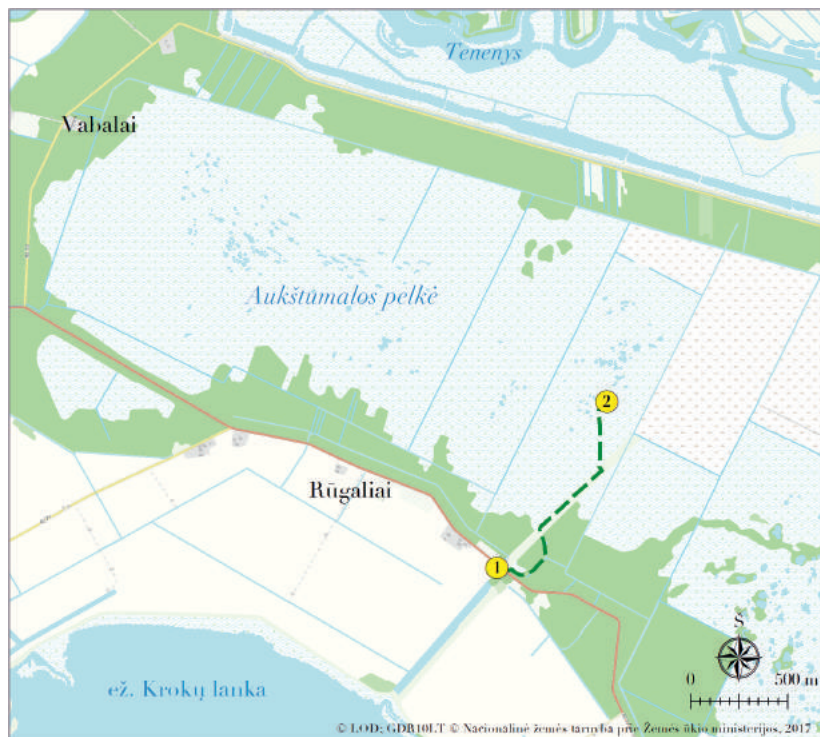 Tenenys
Vabalai
Aukštumalos pelkė
2
Rūgaliai
1
Š
0 500 m
ež. Krokų lanka
© LOD; GDB10LT © Nacionalinė žemės tarnyba prie Žemės ūkio ministerijos, 2017